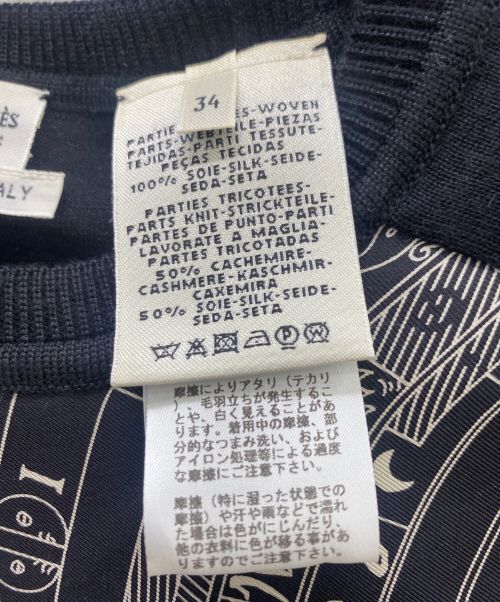 ÈS
ALY
34
PARTIE
S-WOVEN
PARTS-WEBTEILE-PIEZAS
TEJIDAS-PARTI TESSUTE-
PEÇAS TECIDAS
100% SOIE-SILK-SEIDE-
SEDA-SETA
PARTIES TRICOTEES-
PARTS KNIT-STRICKTEILE-
PARTES DE PUNTO-PARTI
LAVORATE A MAGLIA-
PARTES TRICOTADAS
50% CACHEMIRE-
CASHMERE-KASCHMIR-
CAXEMIRA
50% SOIE-SILK-SEIDE-
SEDA-SETA
P W
摩擦によりアタリ（テカリ
）、毛羽立ちが発生するこ
とや、白く見えることがあ
ります。着用中の摩擦、部
分的なつまみ洗い、および
アイロン処理等による過度
な摩擦にご注意下さい。
摩擦（特に湿った状態での
摩擦）や汗や雨などで濡れ
た場合は色がにじんだり、
他の衣料に色が移る事があ
りますのでご注意下さい。
I